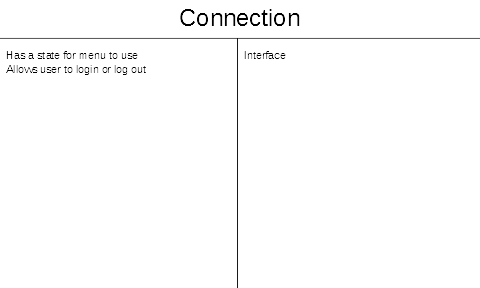 Connection
Has a state for menu to use
Allows user to login or log out
Interface